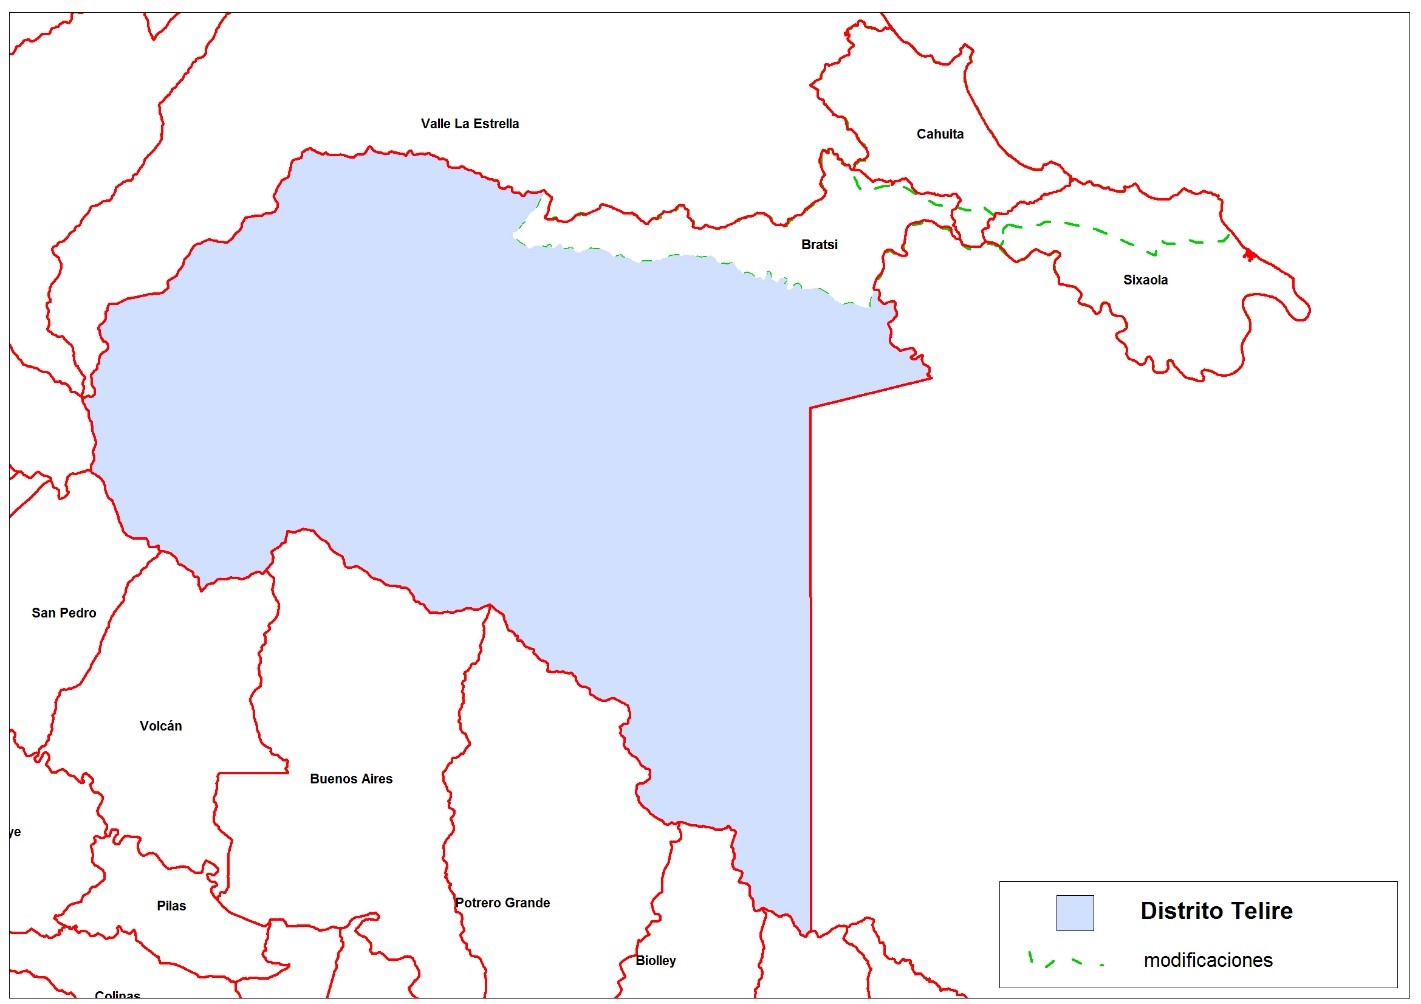 Valle La Estrella
Cahuita
Bratsi
Sixaola
San Pedro
Volcán
Buenos Aires
ye
Pilas
Potrero Grande
Biolley
Colinas
Distrito Telire
modificaciones